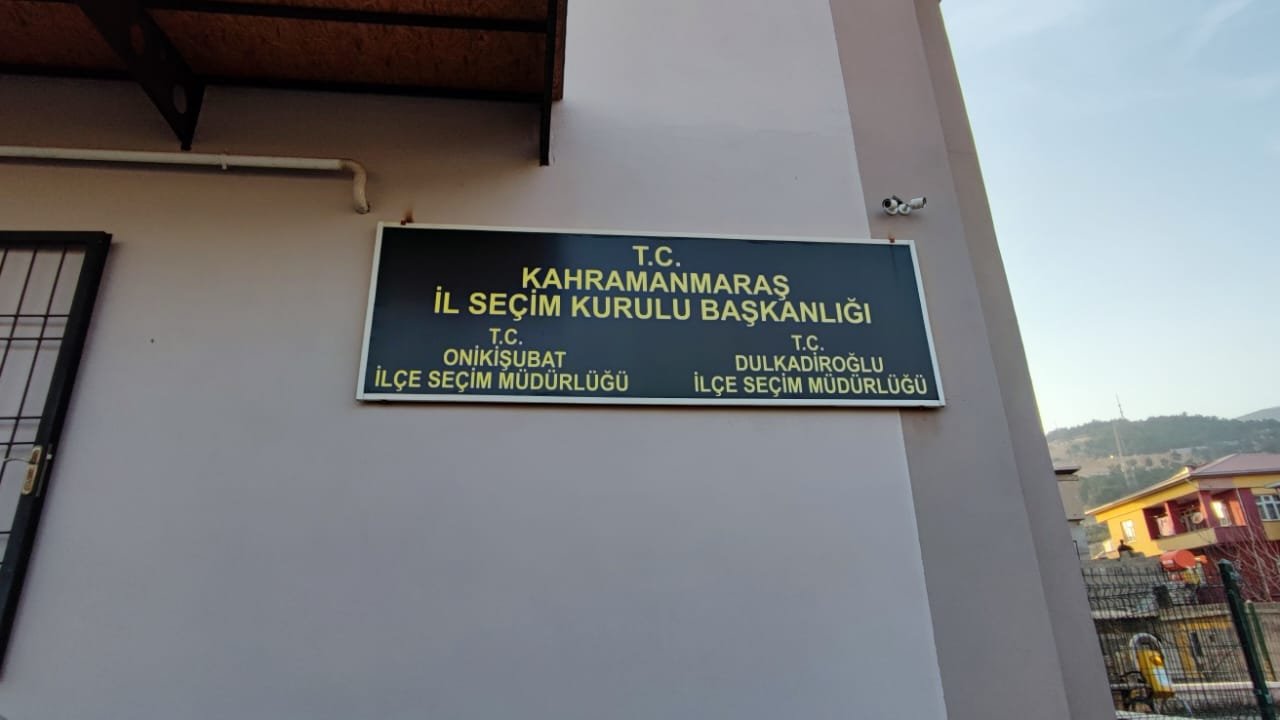 T.C.
KAHRAMANMARAŞ
İL SEÇİM KURULU BAŞKANLIĞI
T.C.
ONİKİŞUBAT
İLÇE SEÇİM MÜDÜRLÜĞÜ
T.C.
DULKADİROĞLU
İLÇE SEÇİM MÜDÜRLÜĞÜ